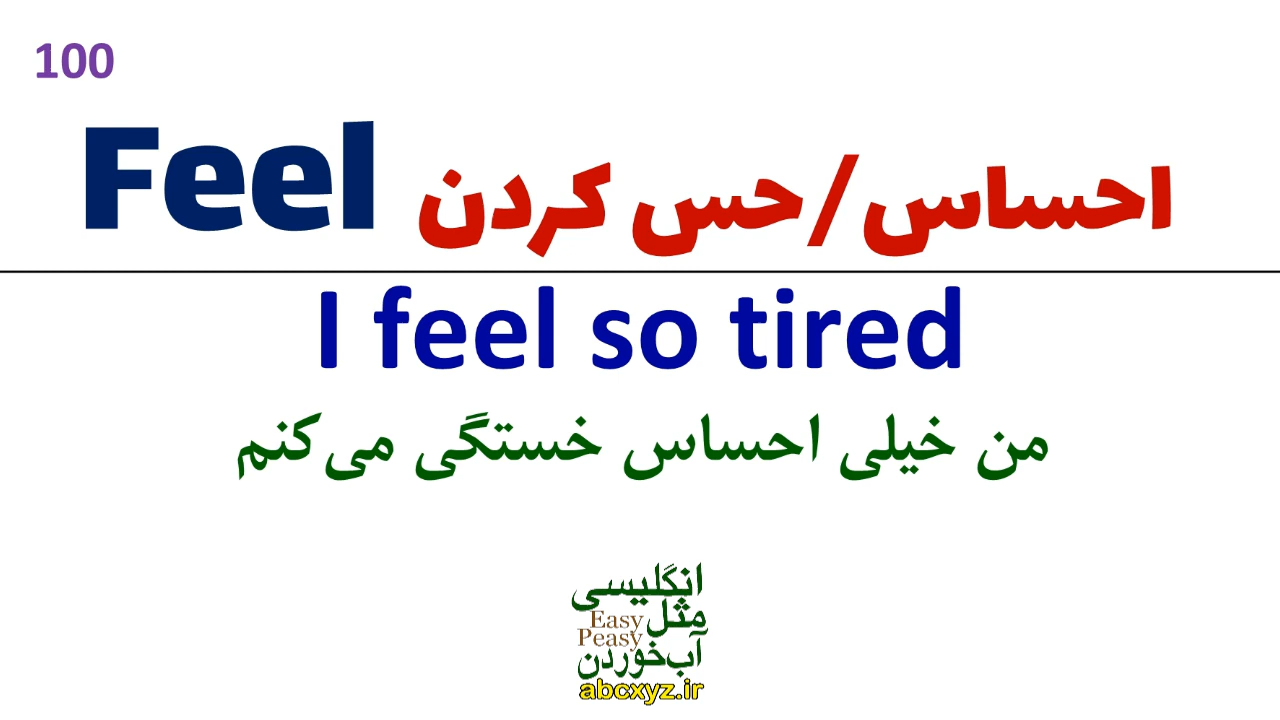 100
Feel احساس/حس کردن
I feel so tired
من خیلی احساس خستگی می‌کنم
انگلیسی
مثل Easy
Peasy
آب‌خوردن
abcxyz.ir